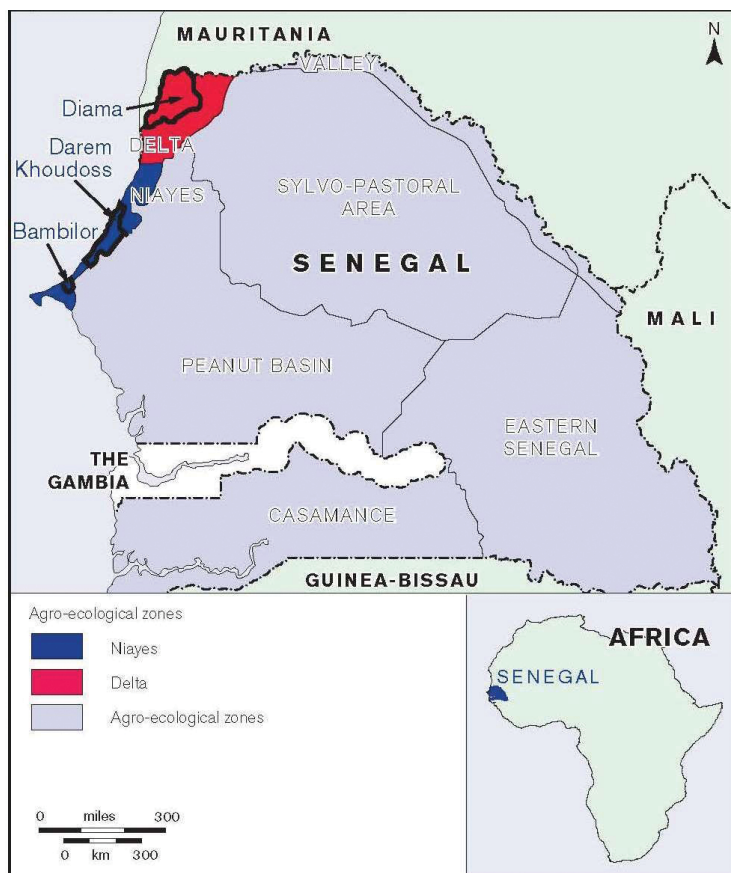 MAURITANIA
N
VALLEY
Diama
DELTA
Darem
Khoudoss
NIAYES
SYLVO-PASTORAL
AREA
Bambilor
SENEGAL
MALI
PEANUT BASIN
EASTERN
SENEGAL
THE
GAMBIA
CASAMANCE
GUINEA-BISSAU
Agro-ecological zones
Niayes
Delta
Agro-ecological zones
0 miles 300
0 km 300
AFRICA
SENEGAL